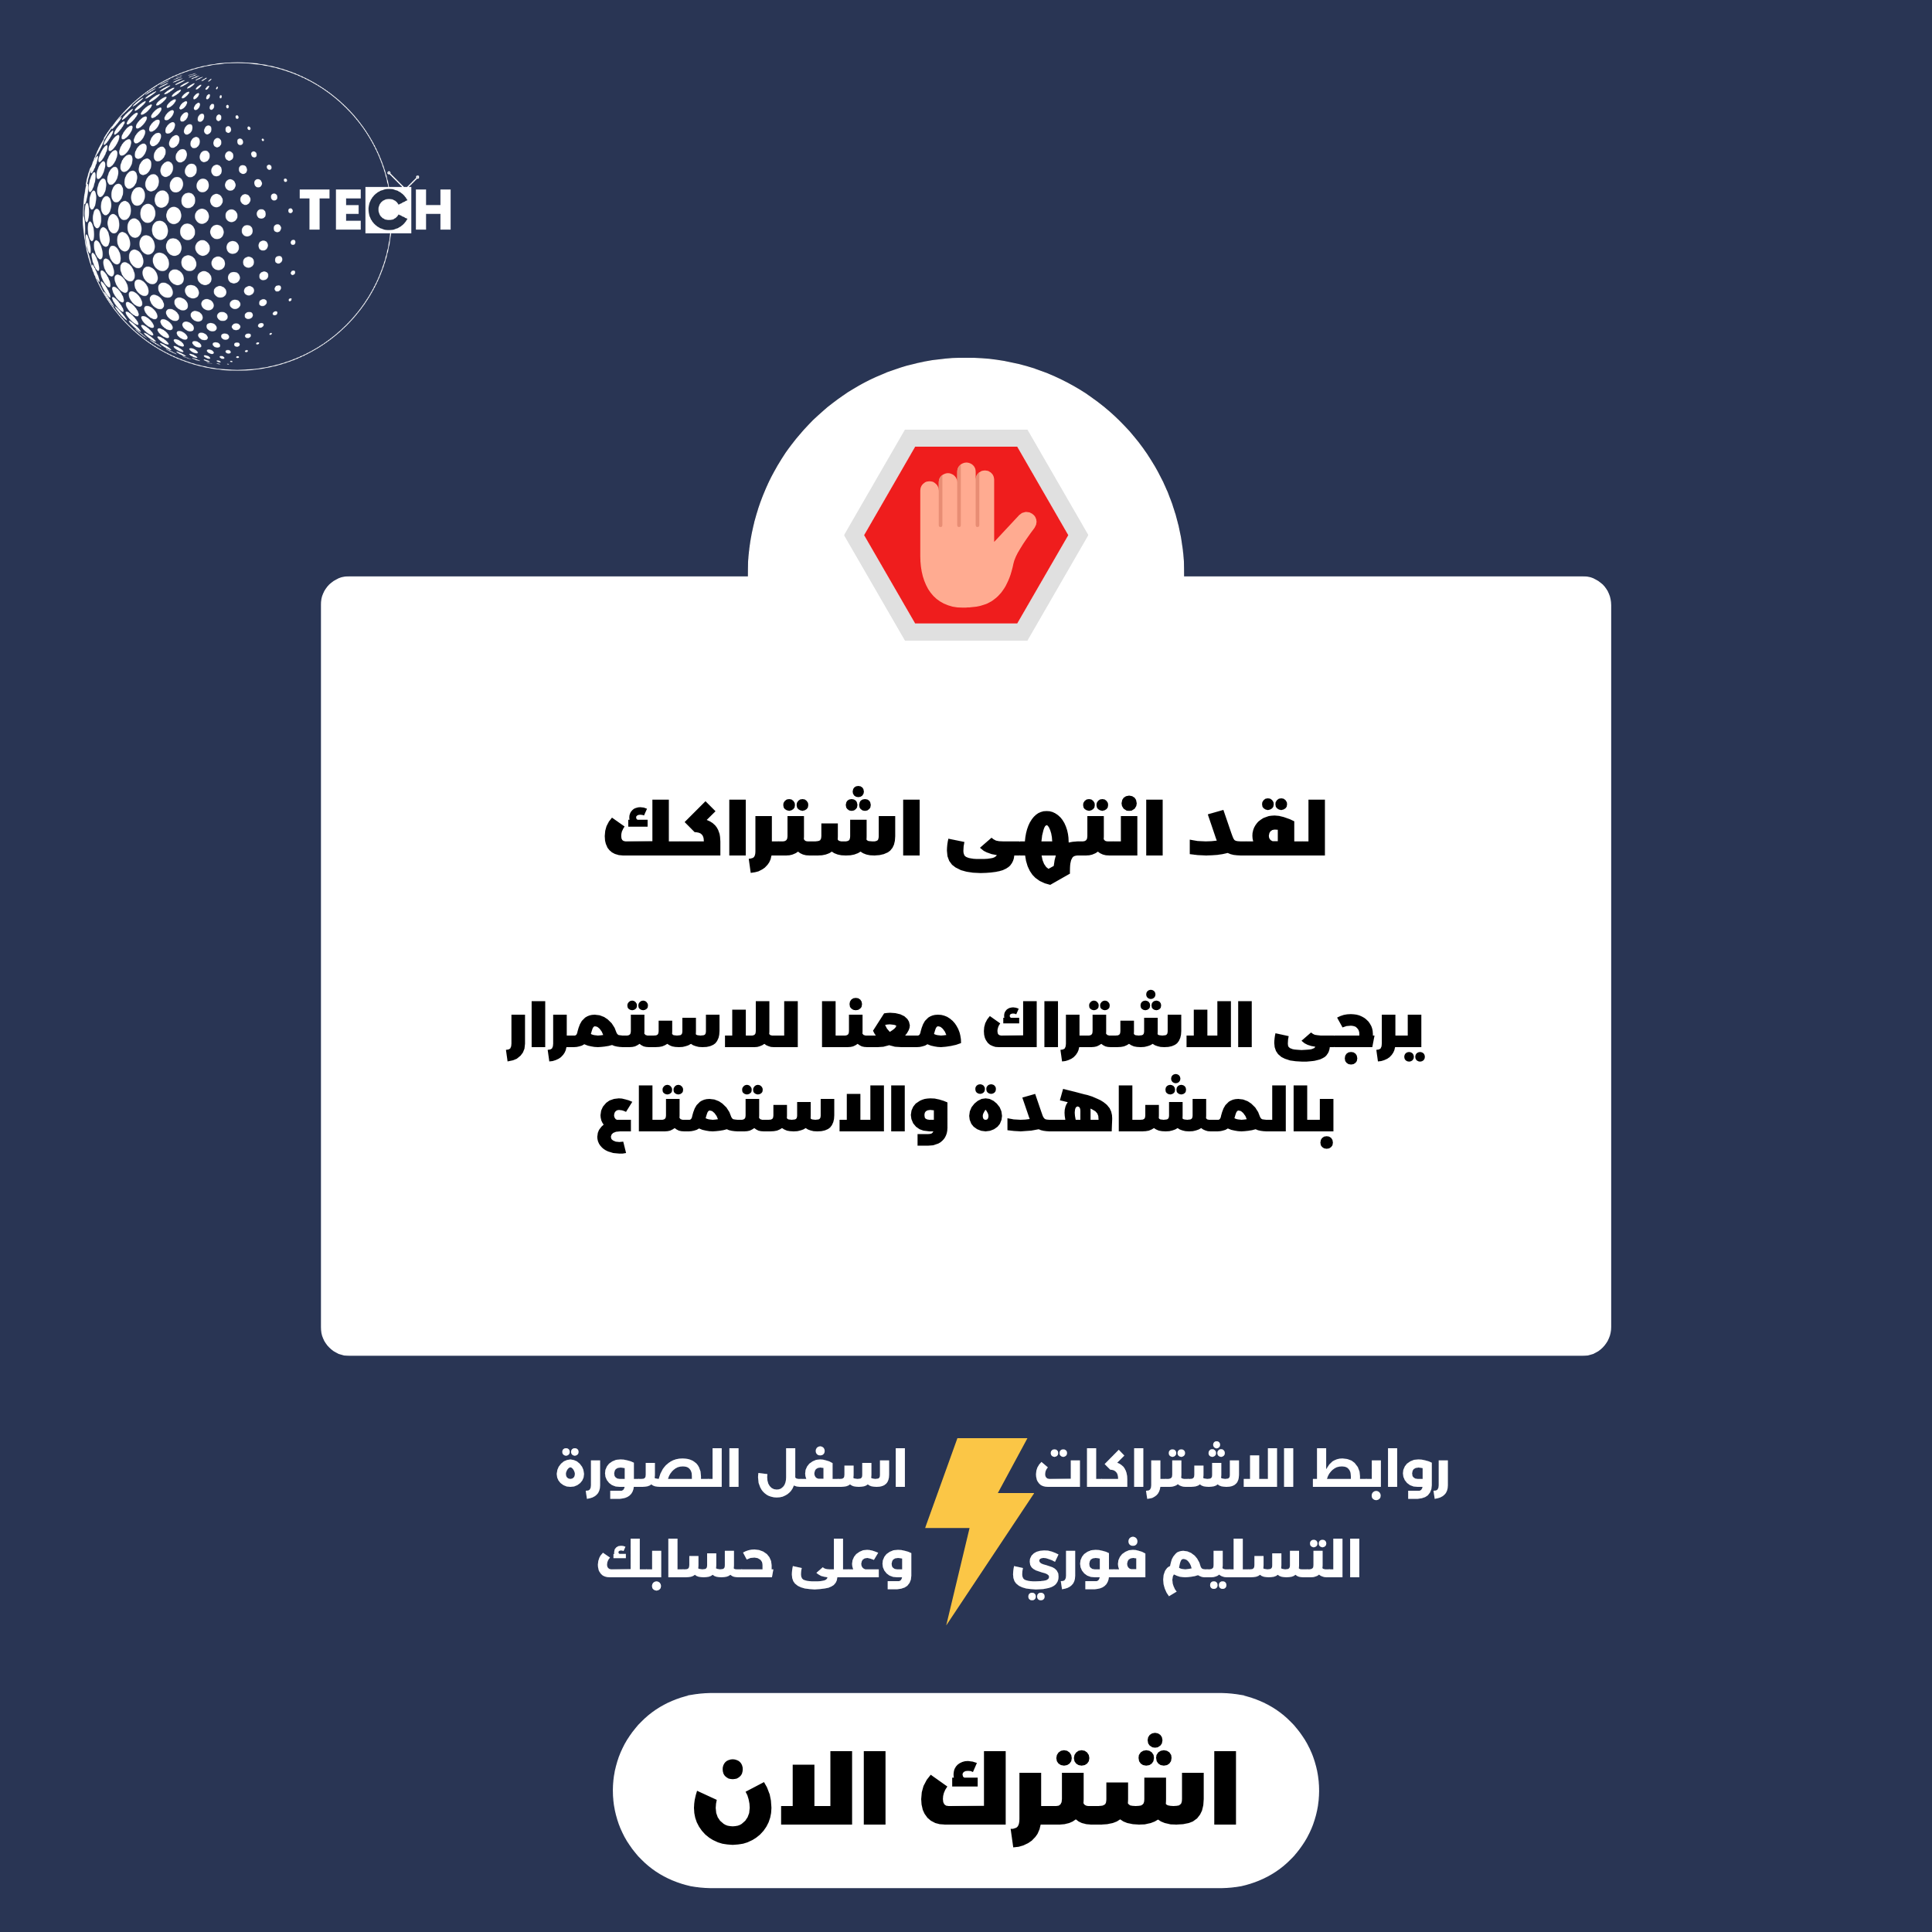 TECH
لقد انتهى اشتراكك
يرجى الاشتراك معنا للاستمرار
بالمشاهدة والاستمتاع
روابط الاشتراكات اسفل الصورة
التسليم فوري وعلى حسابك
اشترك الان